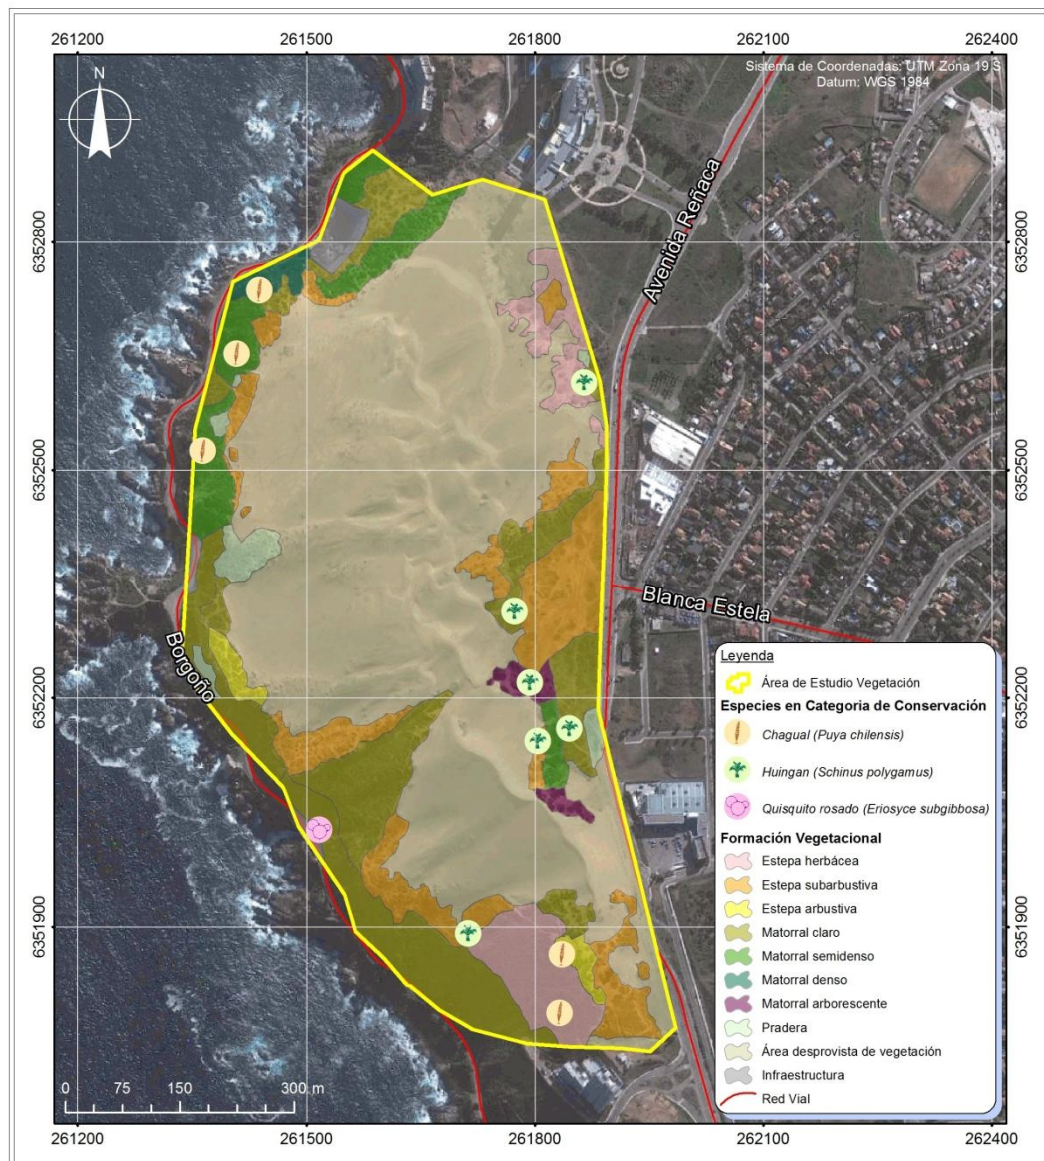 261200 261500 261800 262100 262400
Sistema de Coordenadas: UTM Zona 19 S
Datum: WGS 1984
N
Avenida Reñaca
6352800
6352800
6352500
6352500
Blanca Estela
Borgoño
6352200
6352200
6351900
6351900
Leyenda
Área de Estudio Vegetación
Especies en Categoria de Conservación
Chagual (Puya chilensis)
Huingan (Schinus polygamus)
Quisquito rosado (Eriosyce subgibbosa)
Formación Vegetacional
Estepa herbácea
Estepa subarbustiva
Estepa arbustiva
Matorral claro
Matorral semidenso
Matorral denso
Matorral arborescente
Pradera
Área desprovista de vegetación
Infraestructura
Red Vial
0 75 150 300 m
261200 261500 261800 262100 262400